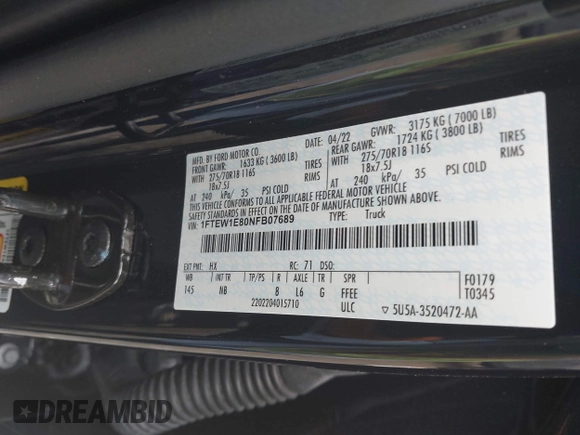 MFD. BY FORD MOTOR CO.
04/22 GVWR: 3175 KG ( 7000 LB)
FRONT GAWR: 1633 KG ( 3600 LB)
REAR GAWR: 1724 KG ( 3800 LB)
WITH 275/70R18 116S TIRES
WITH 275/70R18 116S TIRES
18x7.5J RIMS
18x7.5J RIMS
AT 240 kPa/ 35 PSI COLD
AT 240 kPa/ 35 PSI COLD
THIS VEHICLE CONFORMS TO ALL APPLICABLE FEDERAL MOTOR VEHICLE
SAFETY STANDARDS IN EFFECT ON THE DATE OF MANUFACTURE SHOWN ABOVE.
VIN: 1FTEW1E80NFB07689 TYPE: Truck
EXT PNT: HX RC: 71 DSO:
WB INT TR TP/PS R AXLE TR SPR
145 NB 8 L6 G FFEE
F0179
T0345
2202204015710 ULC
▽ 5U5A-3520472-AA
DREAMBID